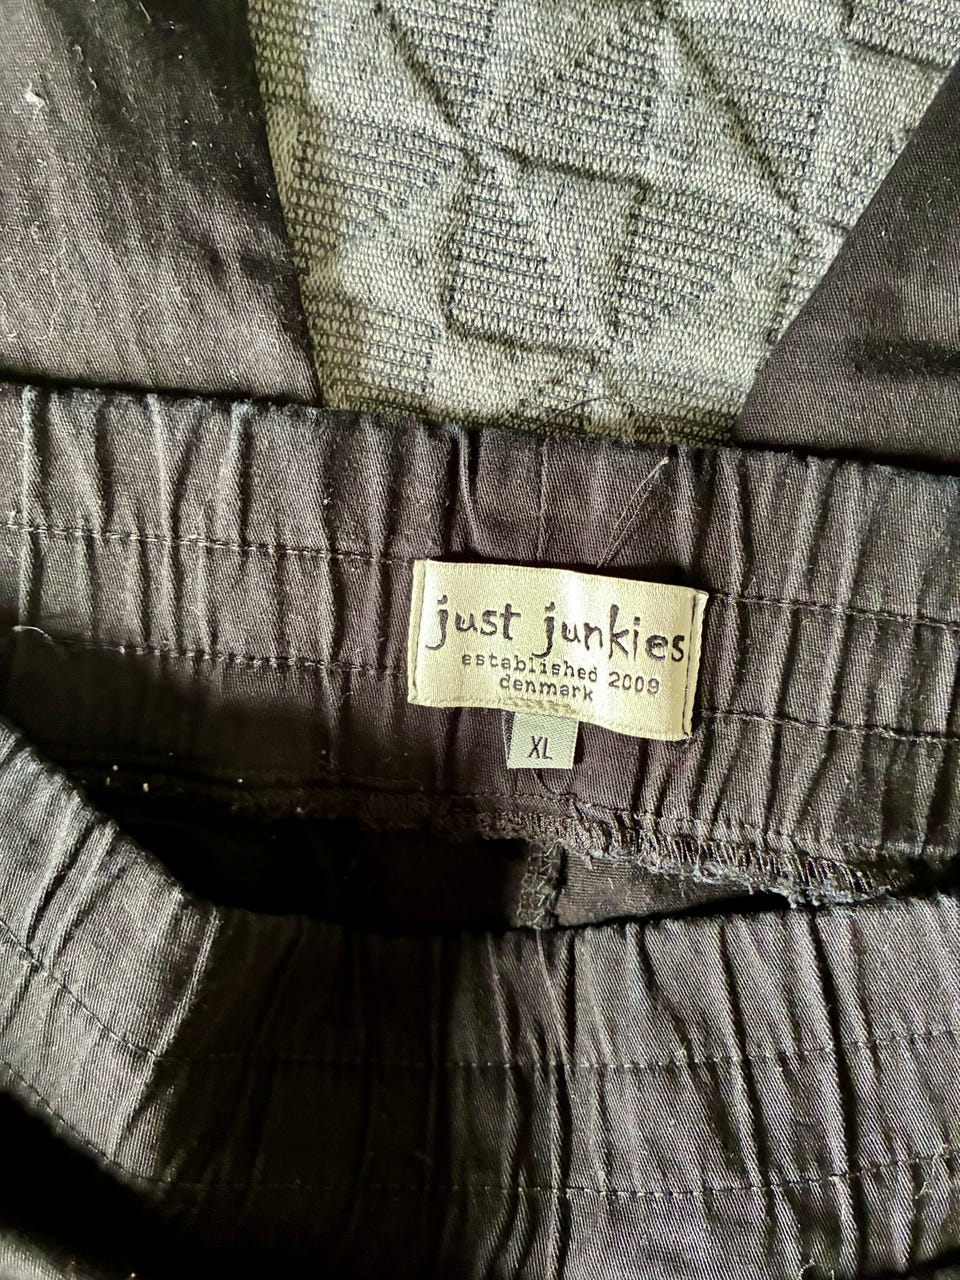 just junkies
established 2009
denmark
XL